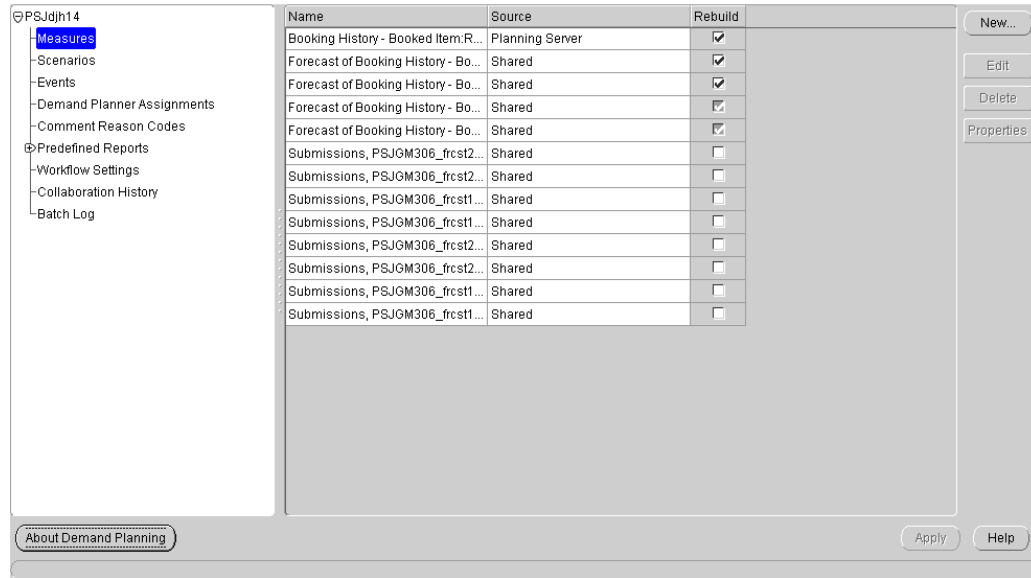 PSJdjh14
Measures
Scenarios
Events
Demand Planner Assignments
Comment Reason Codes
Predefined Reports
Workflow Settings
Collaboration History
Batch Log
Name Source Rebuild
Booking History - Booked Item:R... Planning Server
Forecast of Booking History - Bo... Shared
Forecast of Booking History - Bo... Shared
Forecast of Booking History - Bo... Shared
Forecast of Booking History - Bo... Shared
Submissions, PSJGM306_frcst2... Shared
Submissions, PSJGM306_frcst2... Shared
Submissions, PSJGM306_frcst1... Shared
Submissions, PSJGM306_frcst1... Shared
Submissions, PSJGM306_frcst2... Shared
Submissions, PSJGM306_frcst2... Shared
Submissions, PSJGM306_frcst1... Shared
Submissions, PSJGM306_frcst1... Shared
New...
Edit
Delete
Properties
About Demand Planning
Apply
Help